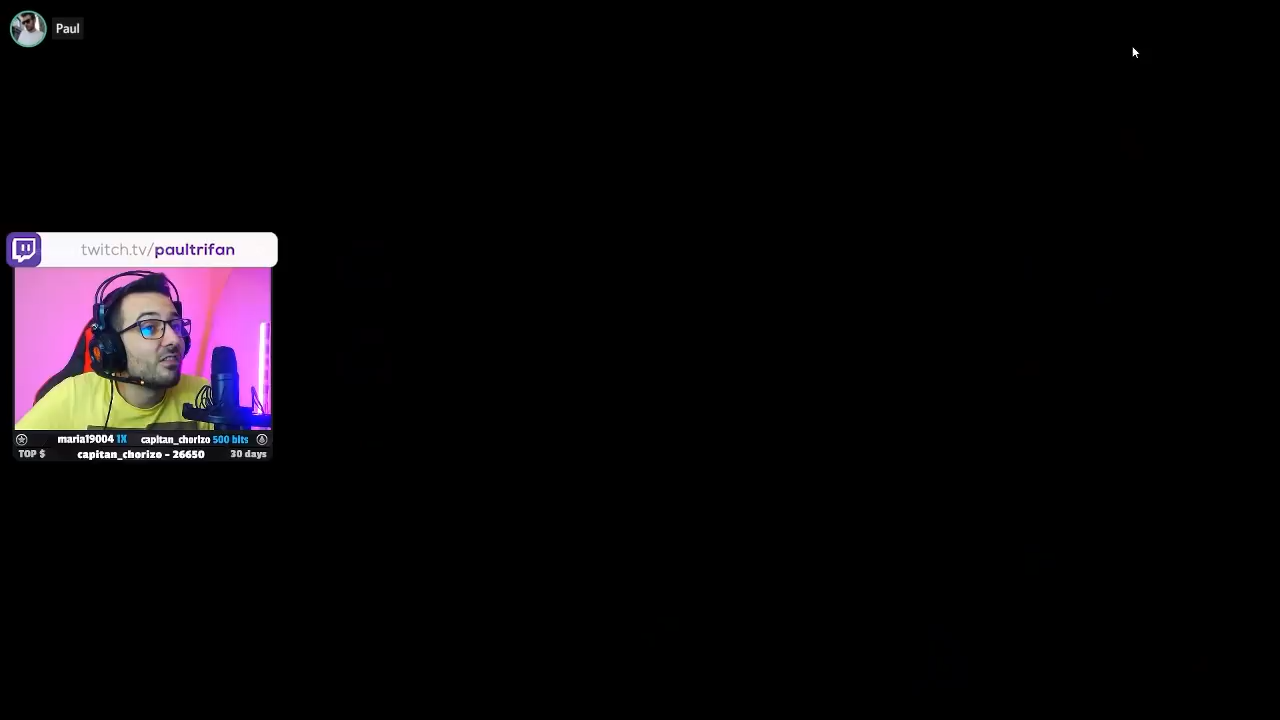 Paul
twitch.tv/paultrifan
maria19004 1X capitan_chorizo 500 bits
TOP $ capitan_chorizo - 26650 30 days